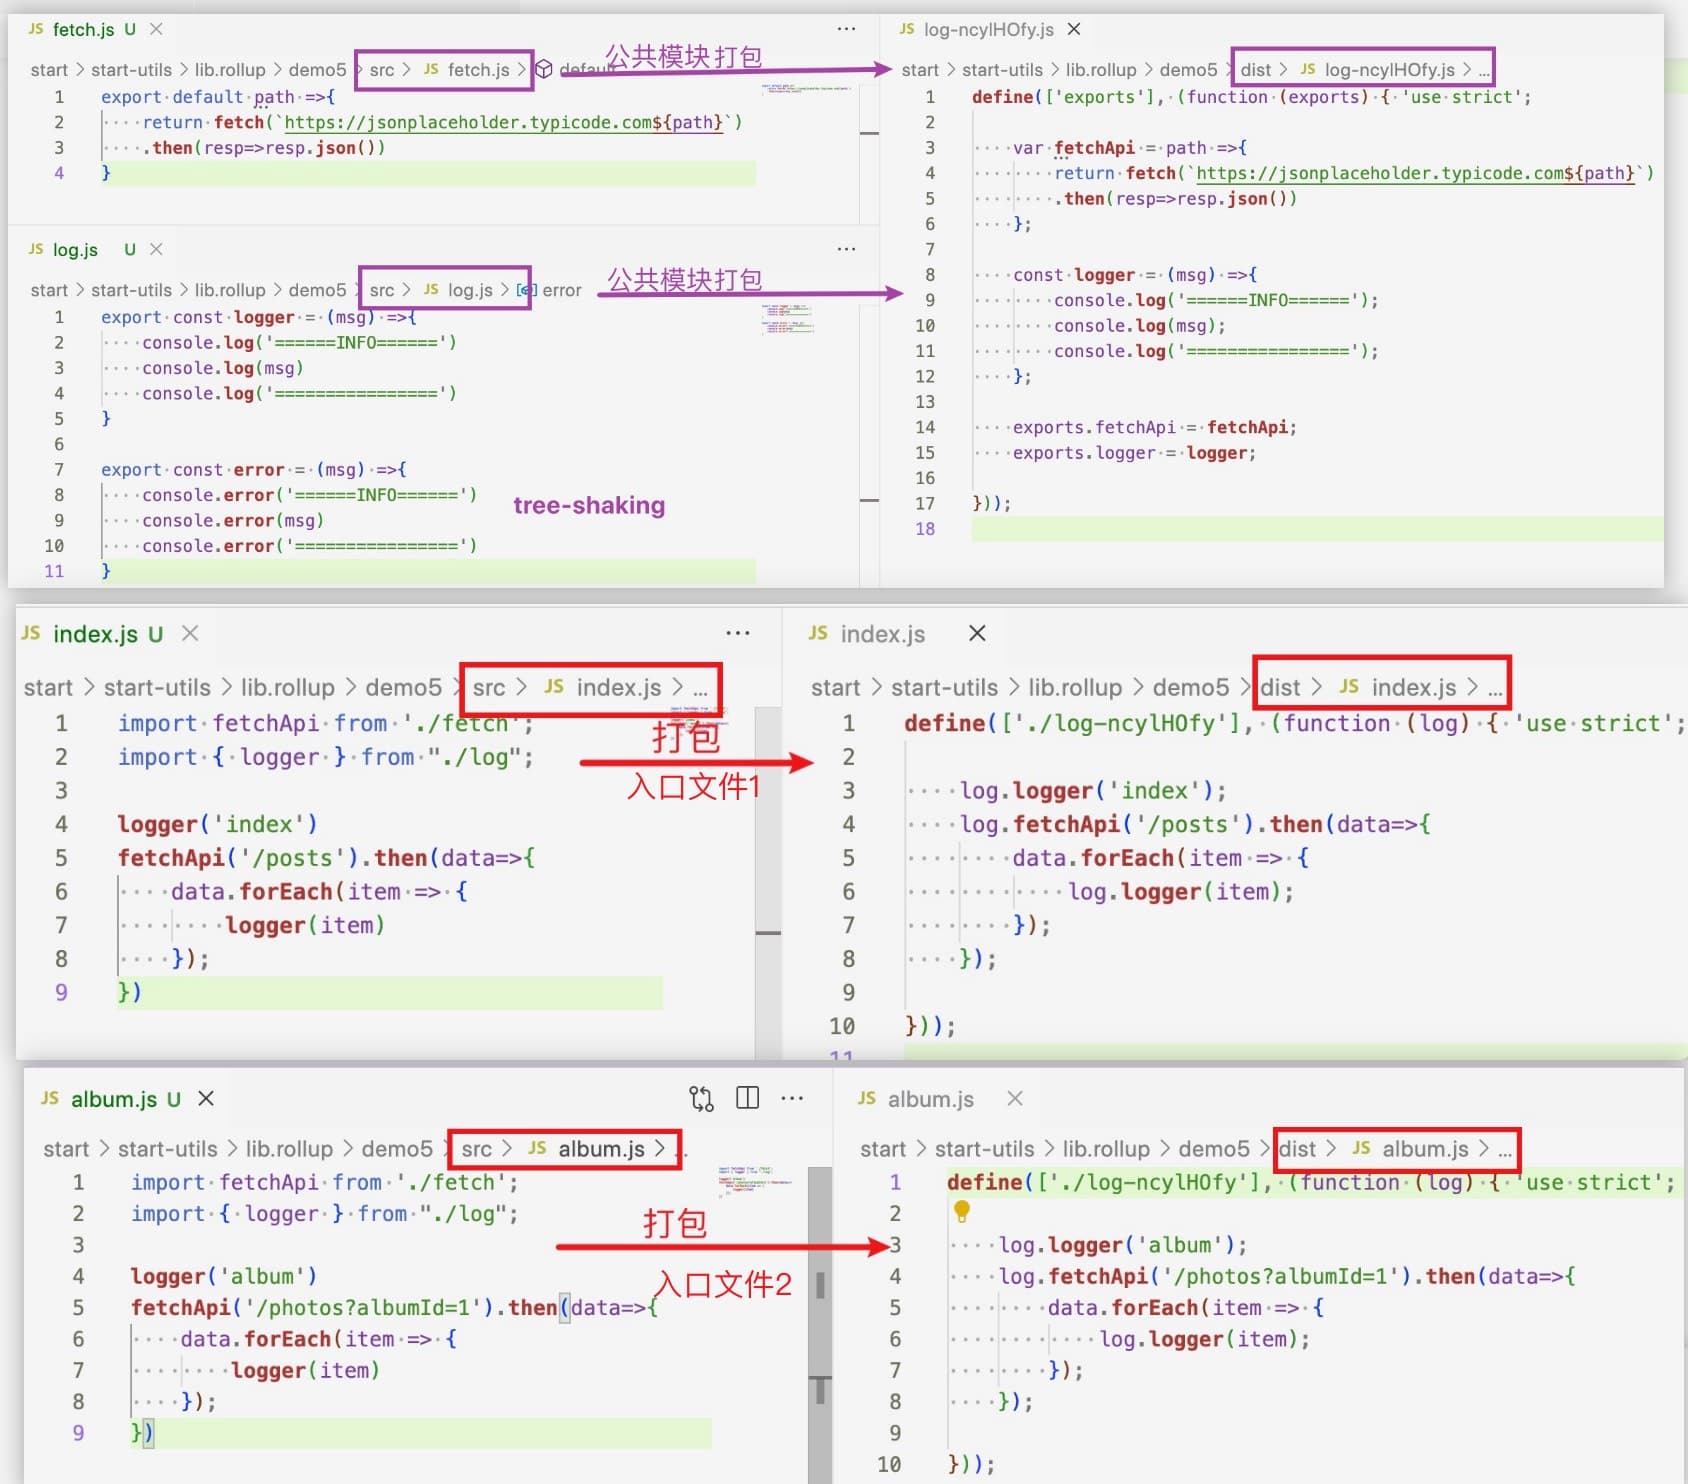 JS fetch.js U
start > start-utils > lib.rollup > demo5 > src > JS fetch.js > default
公共模块打包
1 export default path =>{
2 return fetch(`https://jsonplaceholder.typicode.com${path}`)
3 .then(resp=>resp.json())
4 }
JS log.js U
start > start-utils > lib.rollup > demo5 > src > JS log.js > error
公共模块打包
1 export const logger = (msg) =>{
2 console.log('======INFO======')
3 console.log(msg)
4 console.log('================')
5 }
6
7 export const error = (msg) =>{
8 console.error('======INFO======')
9 console.error(msg)
10 console.error('================')
11 }
tree-shaking
JS log-ncylHOfy.js
start > start-utils > lib.rollup > demo5 > dist > JS log-ncylHOfy.js > ...
1 define(['exports'], (function (exports) { 'use strict';
2
3 var fetchApi = path =>{
4 return fetch(`https://jsonplaceholder.typicode.com${path}`)
5 .then(resp=>resp.json())
6 };
7
8 const logger = (msg) =>{
9 console.log('======INFO======');
10 console.log(msg);
11 console.log('================');
12 };
13
14 exports.fetchApi = fetchApi;
15 exports.logger = logger;
16
17 }));
18
JS index.js U
start > start-utils > lib.rollup > demo5 > src > JS index.js > ...
1 import fetchApi from './fetch';
2 import { logger } from "./log";
3
4 logger('index')
5 fetchApi('/posts').then(data=>{
6 data.forEach(item => {
7 logger(item)
8 });
9 })
打包
入口文件1
JS index.js
start > start-utils > lib.rollup > demo5 > dist > JS index.js > ...
1 define(['./log-ncylHOfy'], (function (log) { 'use strict';
2
3 log.logger('index');
4 log.fetchApi('/posts').then(data=>{
5 data.forEach(item => {
6 log.logger(item);
7 });
8 });
9
10 }));
11
JS album.js U
start > start-utils > lib.rollup > demo5 > src > JS album.js > ..
1 import fetchApi from './fetch';
2 import { logger } from "./log";
3
4 logger('album')
5 fetchApi('/photos?albumId=1').then(data=>{
6 data.forEach(item => {
7 logger(item)
8 });
9 })
打包
入口文件2
JS album.js
start > start-utils > lib.rollup > demo5 > dist > JS album.js > ...
1 define(['./log-ncylHOfy'], (function (log) { 'use strict';
2
3 log.logger('album');
4 log.fetchApi('/photos?albumId=1').then(data=>{
5 data.forEach(item => {
6 log.logger(item);
7 });
8 });
9
10 }));